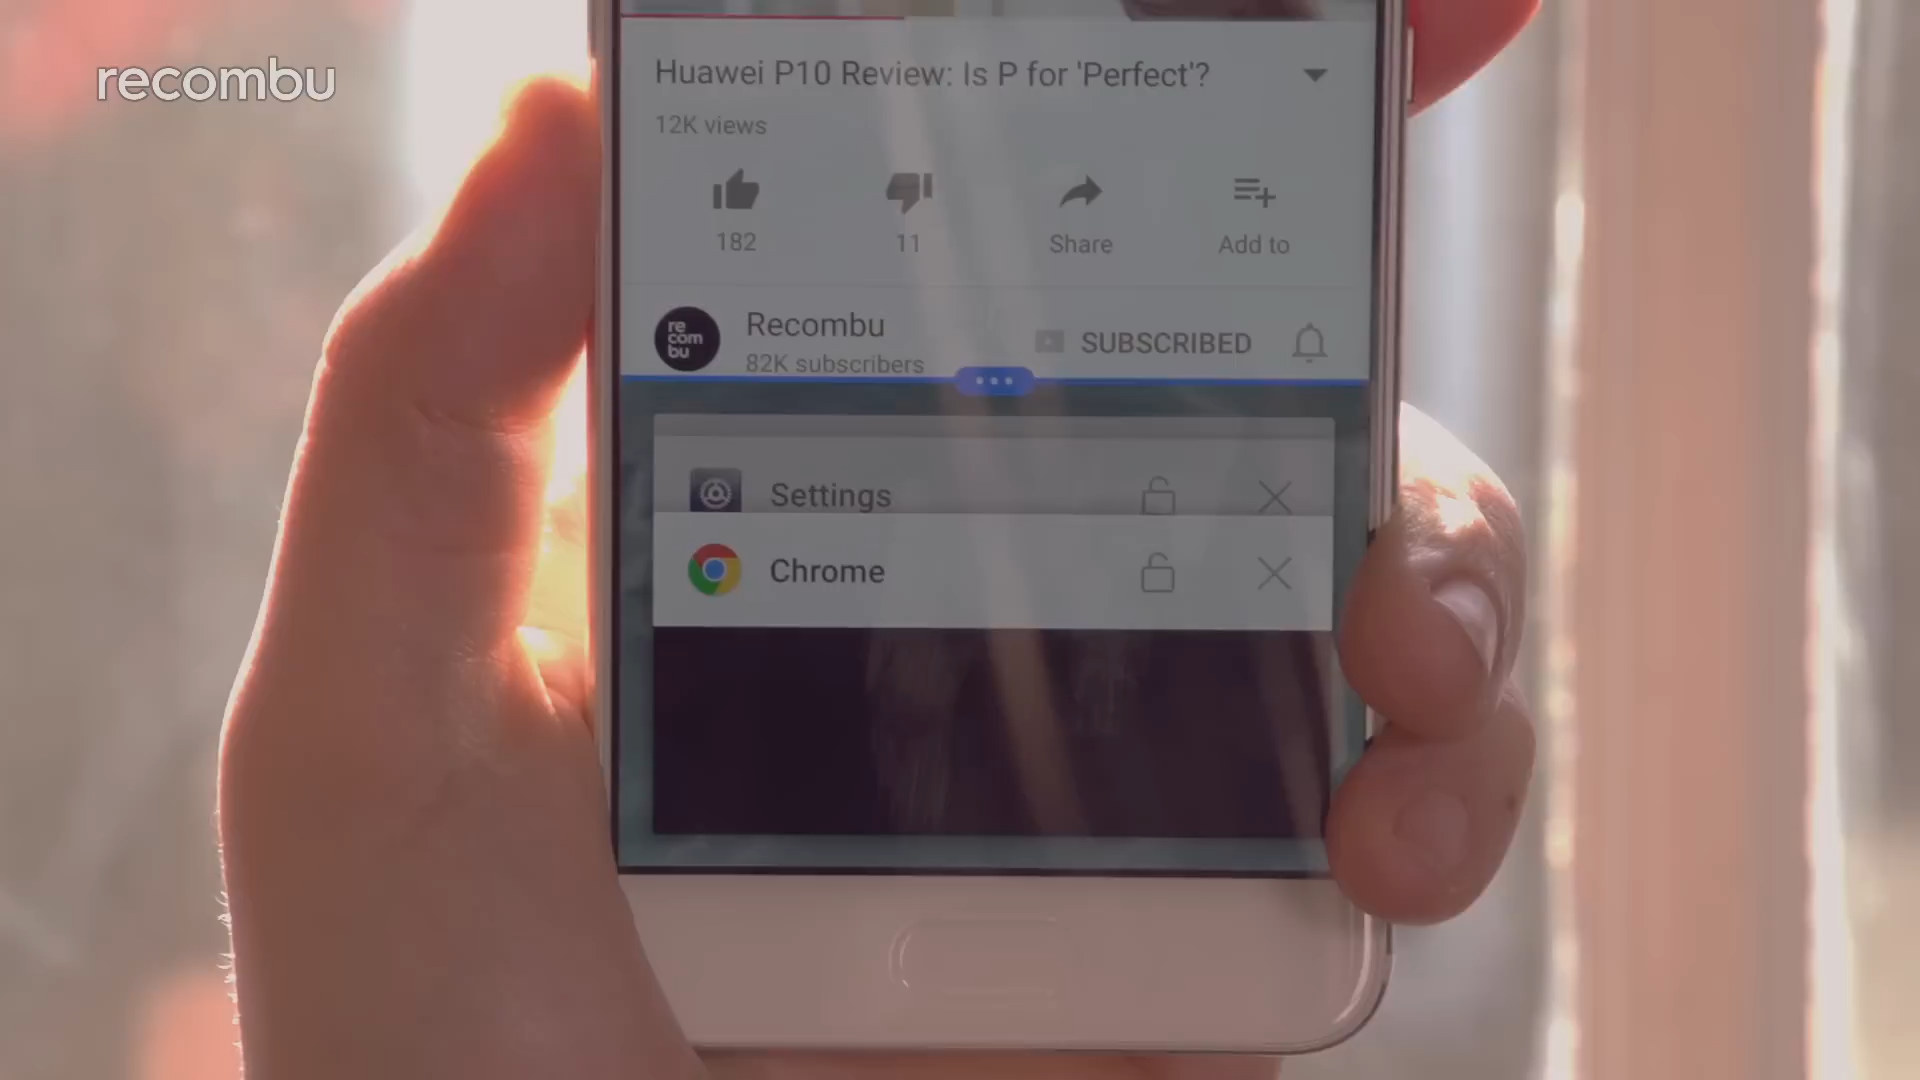 recombu
Huawei P10 Review: Is P for 'Perfect'?
12K views
182
11
Share
Add to
re
com
bu
Recombu
82K subscribers
SUBSCRIBED
Settings
Chrome